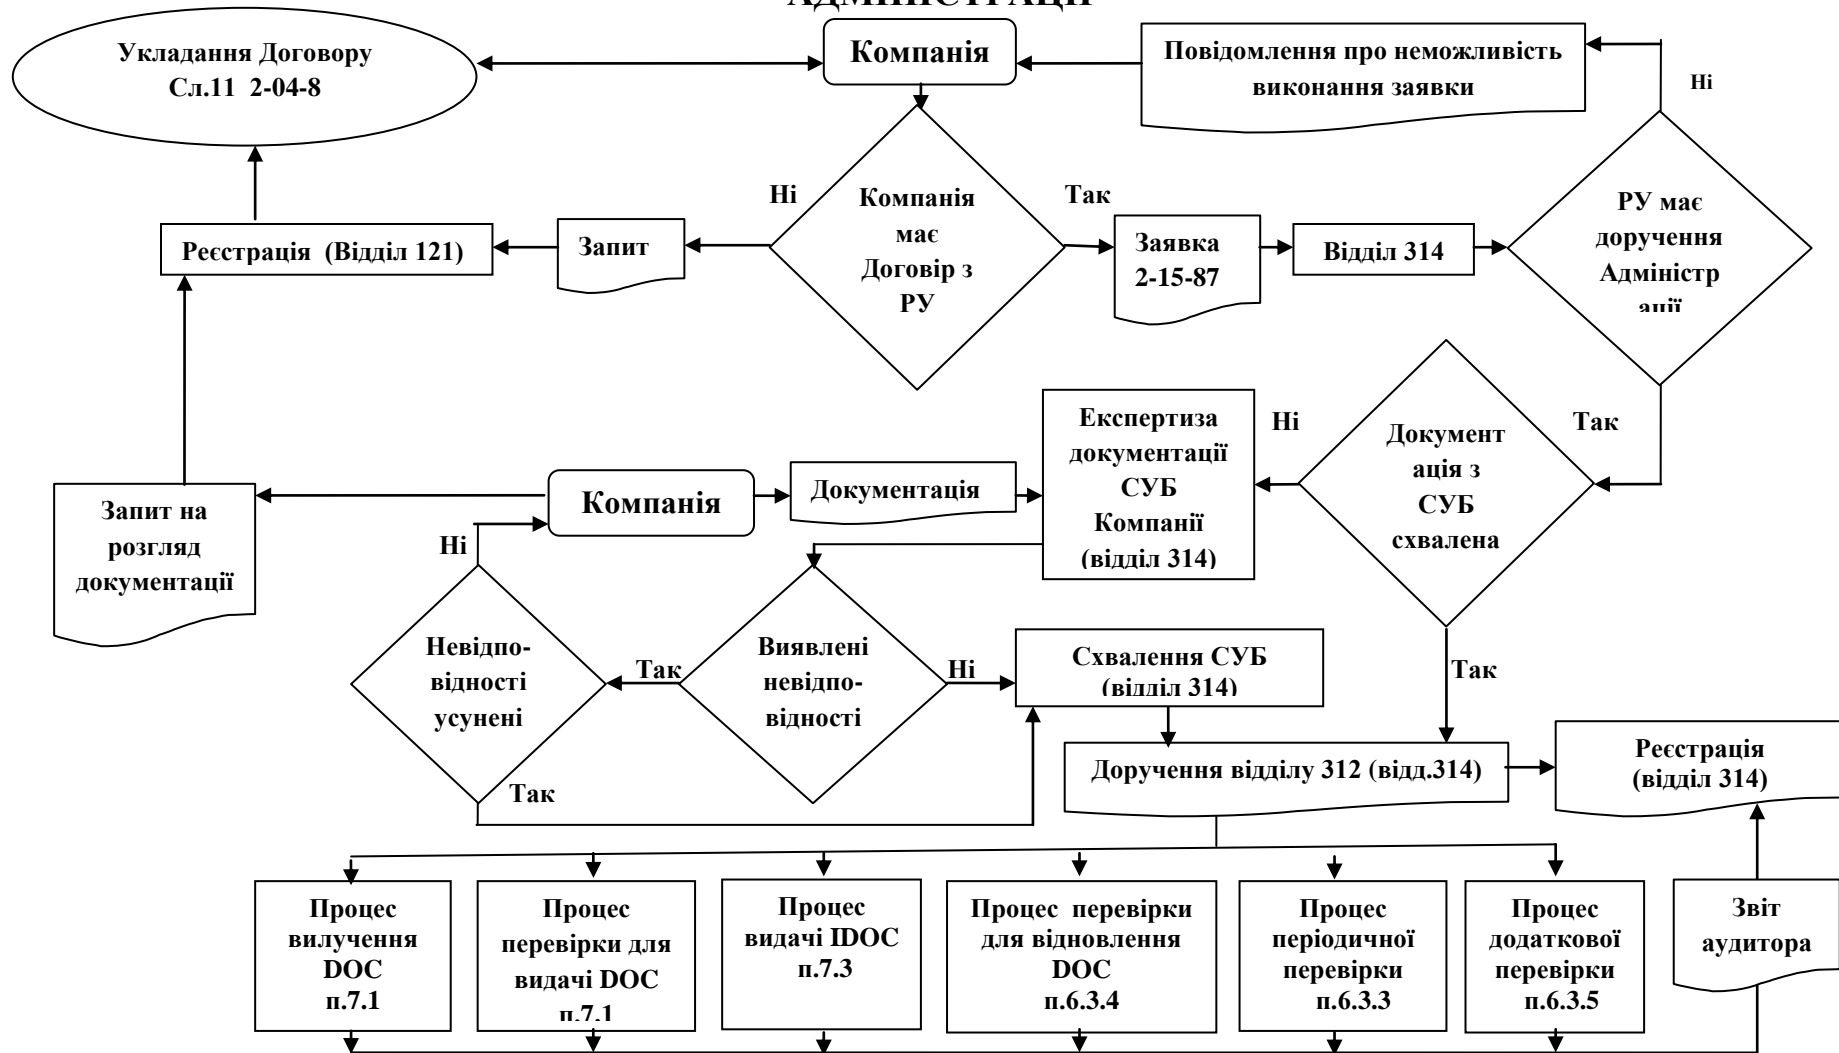 АДМІНІСТРАЦІЇ
Укладання Договору
Сл.11 2-04-8
Компанія
Повідомлення про неможливість
виконання заявки
Ні
Ні
Компанія
має
Договір з
РУ
Так
РУ має
доручення
Адміністр
ації
Реєстрація (Відділ 121)
Запит
Заявка
2-15-87
Відділ 314
Експертиза
документації
СУБ
Компанії
(відділ 314)
Ні
Документ
ація з
СУБ
схвалена
Так
Запит на
розгляд
документації
Компанія
Документація
Ні
Невідпо-
відності
усунені
Так
Виявлені
невідпо-
відності
Ні
Схвалення СУБ
(відділ 314)
Так
Так
Доручення відділу 312 (відд.314)
Реєстрація
(відділ 314)
Процес
вилучення
DOC
п.7.1
Процес
перевірки для
видачі DOC
п.7.1
Процес
видачі IDOC
п.7.3
Процес перевірки
для відновлення
DOC
п.6.3.4
Процес
періодичної
перевірки
п.6.3.3
Процес
додаткової
перевірки
п.6.3.5
Звіт
аудитора